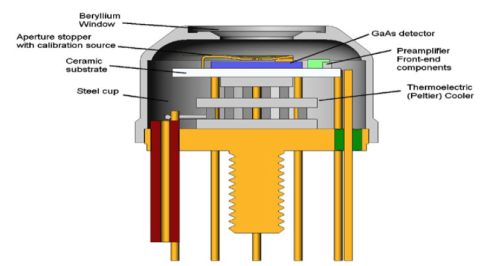 Beryllium
Window
Aperture stopper
with calibration source
Ceramic
substrate
Steel cup
GaAs detector
Preamplifier
Front-end
components
Thermoelectric
(Peltier) Cooler